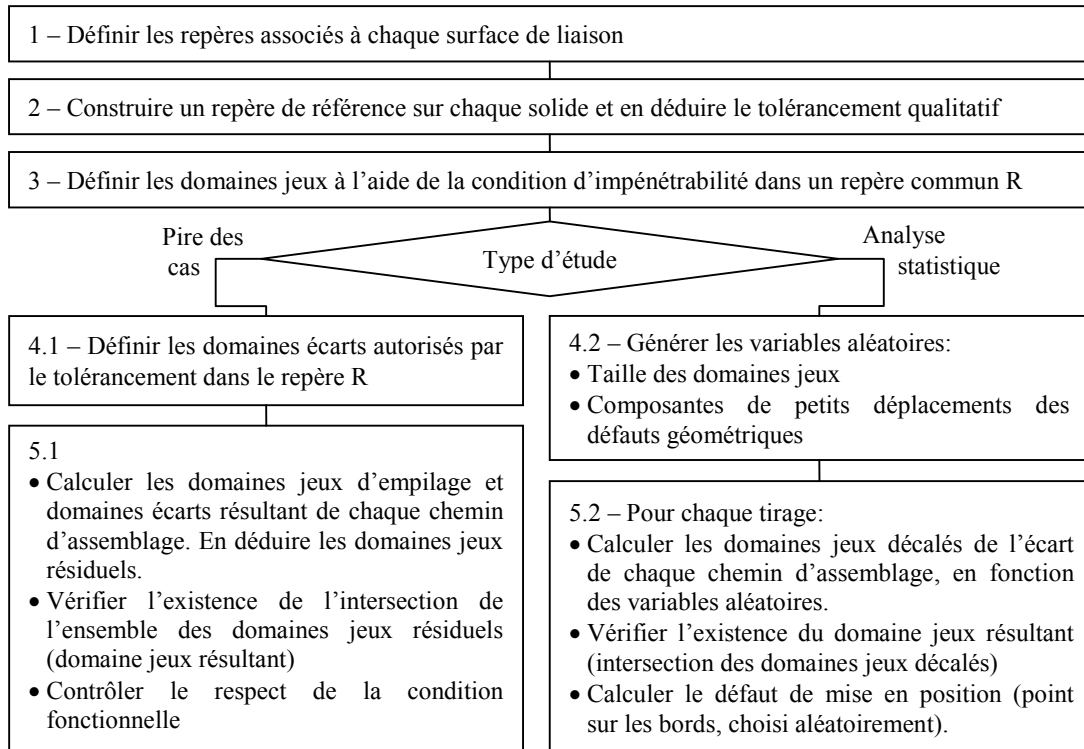 1 – Définir les repères associés à chaque surface de liaison
2 – Construire un repère de référence sur chaque solide et en déduire le tolérancement qualitatif
3 – Définir les domaines jeux à l’aide de la condition d’impénétrabilité dans un repère commun R
Pire des
cas
Type d’étude
Analyse
statistique
4.1 – Définir les domaines écarts autorisés par
le tolérancement dans le repère R
5.1
• Calculer les domaines jeux d’empilage et
domaines écarts résultant de chaque chemin
d’assemblage. En déduire les domaines jeux
résiduels.
• Vérifier l’existence de l’intersection de
l’ensemble des domaines jeux résiduels
(domaine jeux résultant)
• Contrôler le respect de la condition
fonctionnelle
4.2 – Générer les variables aléatoires:
• Taille des domaines jeux
• Composantes de petits déplacements des
défauts géométriques
5.2 – Pour chaque tirage:
• Calculer les domaines jeux décalés de l’écart
de chaque chemin d’assemblage, en fonction
des variables aléatoires.
• Vérifier l’existence du domaine jeux résultant
(intersection des domaines jeux décalés)
• Calculer le défaut de mise en position (point
sur les bords, choisi aléatoirement).